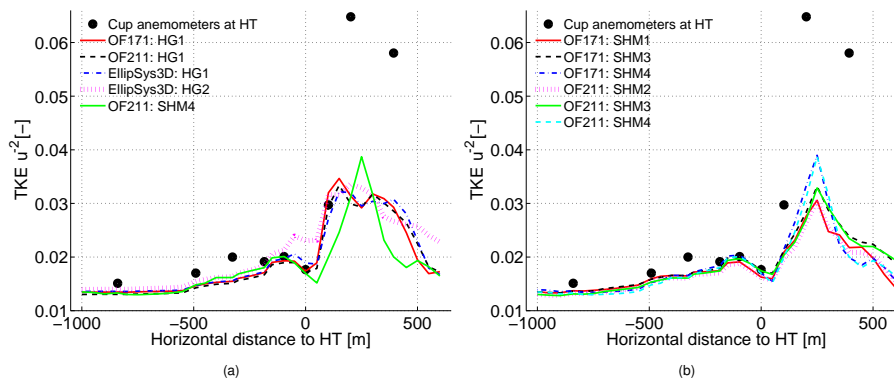 Cup anemometers at HT
OF171: HG1
OF211: HG1
EllipSys3D: HG1
EllipSys3D: HG2
OF211: SHM4
0.06
0.05
0.04
0.03
0.02
0.01
TKE u⁻²[−]
−1000 −500 0 500
Horizontal distance to HT [m]
(a)
Cup anemometers at HT
OF171: SHM1
OF171: SHM3
OF171: SHM4
OF211: SHM2
OF211: SHM3
OF211: SHM4
0.06
0.05
0.04
0.03
0.02
0.01
TKE u⁻²[−]
−1000 −500 0 500
Horizontal distance to HT [m]
(b)